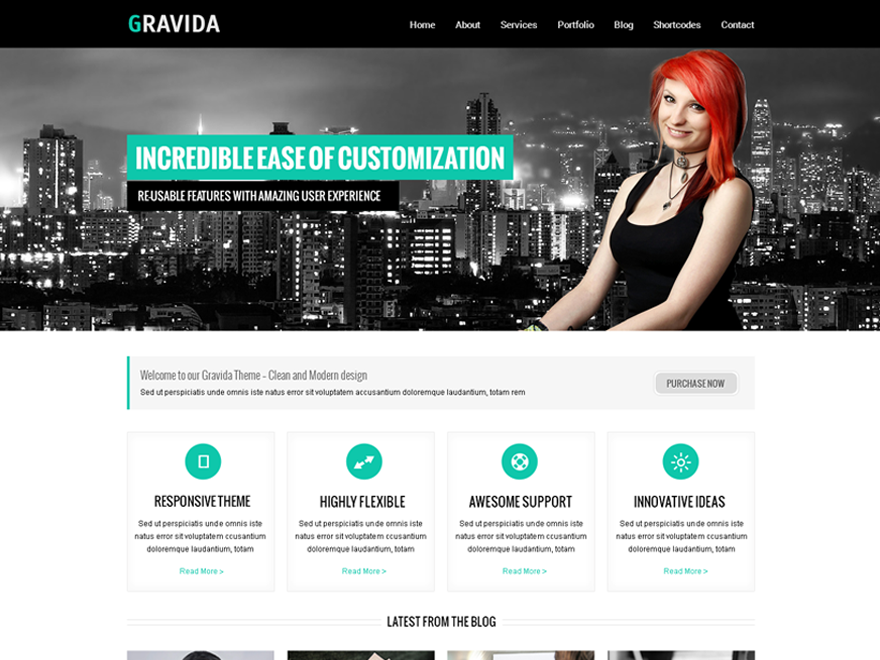 GRAVIDA
Home About Services Portfolio Blog Shortcodes Contact
INCREDIBLE EASE OF CUSTOMIZATION
RE-USABLE FEATURES WITH AMAZING USER EXPERIENCE
Welcome to our Gravida Theme – Clean and Modern design
Sed ut perspiciatis unde omnis iste natus error sit voluptatem accusantium doloremque laudantium, totam rem
PURCHASE NOW
RESPONSIVE THEME
Sed ut perspiciatis unde omnis iste
natus error sit voluptatem ccusantium
doloremque laudantium, totam
Read More >
HIGHLY FLEXIBLE
Sed ut perspiciatis unde omnis iste
natus error sit voluptatem ccusantium
doloremque laudantium, totam
Read More >
AWESOME SUPPORT
Sed ut perspiciatis unde omnis iste
natus error sit voluptatem ccusantium
doloremque laudantium, totam
Read More >
INNOVATIVE IDEAS
Sed ut perspiciatis unde omnis iste
natus error sit voluptatem ccusantium
doloremque laudantium, totam
Read More >
LATEST FROM THE BLOG